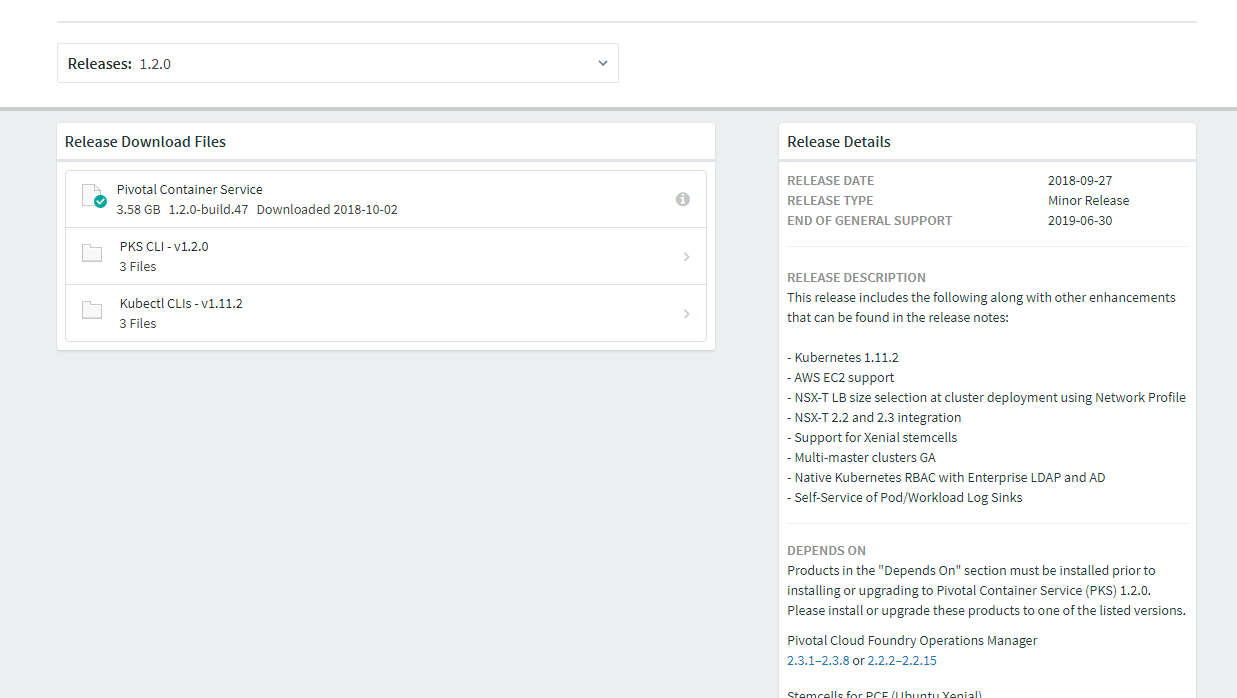 Releases: 1.2.0
Release Download Files
Pivotal Container Service
3.58 GB 1.2.0-build.47 Downloaded 2018-10-02
PKS CLI - v1.2.0
3 Files
Kubectl CLIs - v1.11.2
3 Files
Release Details
RELEASE DATE 2018-09-27
RELEASE TYPE Minor Release
END OF GENERAL SUPPORT 2019-06-30
RELEASE DESCRIPTION
This release includes the following along with other enhancements
that can be found in the release notes:
- Kubernetes 1.11.2
- AWS EC2 support
- NSX-T LB size selection at cluster deployment using Network Profile
- NSX-T 2.2 and 2.3 integration
- Support for Xenial stemcells
- Multi-master clusters GA
- Native Kubernetes RBAC with Enterprise LDAP and AD
- Self-Service of Pod/Workload Log Sinks
DEPENDS ON
Products in the "Depends On" section must be installed prior to
installing or upgrading to Pivotal Container Service (PKS) 1.2.0.
Please install or upgrade these products to one of the listed versions.
Pivotal Cloud Foundry Operations Manager
2.3.1–2.3.8 or 2.2.2–2.2.15
Stemcells for PCF (Ubuntu Xenial)